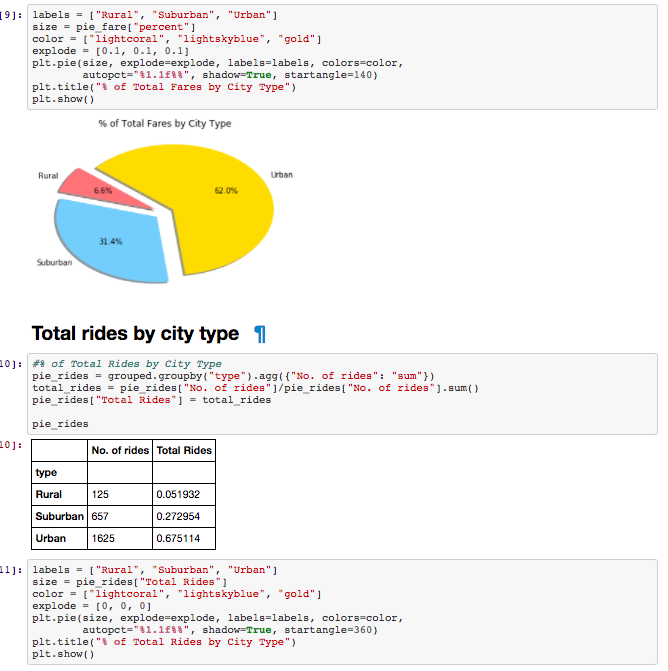 [9]: labels = ["Rural", "Suburban", "Urban"]
size = pie_fare["percent"]
color = ["lightcoral", "lightskyblue", "gold"]
explode = [0.1, 0.1, 0.1]
plt.pie(size, explode=explode, labels=labels, colors=color,
autopct="%1.1f%%", shadow=True, startangle=140)
plt.title("% of Total Fares by City Type")
plt.show()
% of Total Fares by City Type
Rural
6.6%
Urban
62.0%
31.4%
Suburban
Total rides by city type ¶
10]: #% of Total Rides by City Type
pie_rides = grouped.groupby("type").agg({"No. of rides": "sum"})
total_rides = pie_rides["No. of rides"]/pie_rides["No. of rides"].sum()
pie_rides["Total Rides"] = total_rides
pie_rides
10]: No. of rides Total Rides
type
Rural 125 0.051932
Suburban 657 0.272954
Urban 1625 0.675114
11]: labels = ["Rural", "Suburban", "Urban"]
size = pie_rides["Total Rides"]
color = ["lightcoral", "lightskyblue", "gold"]
explode = [0, 0, 0]
plt.pie(size, explode=explode, labels=labels, colors=color,
autopct="%1.1f%%", shadow=True, startangle=360)
plt.title("% of Total Rides by City Type")
plt.show()